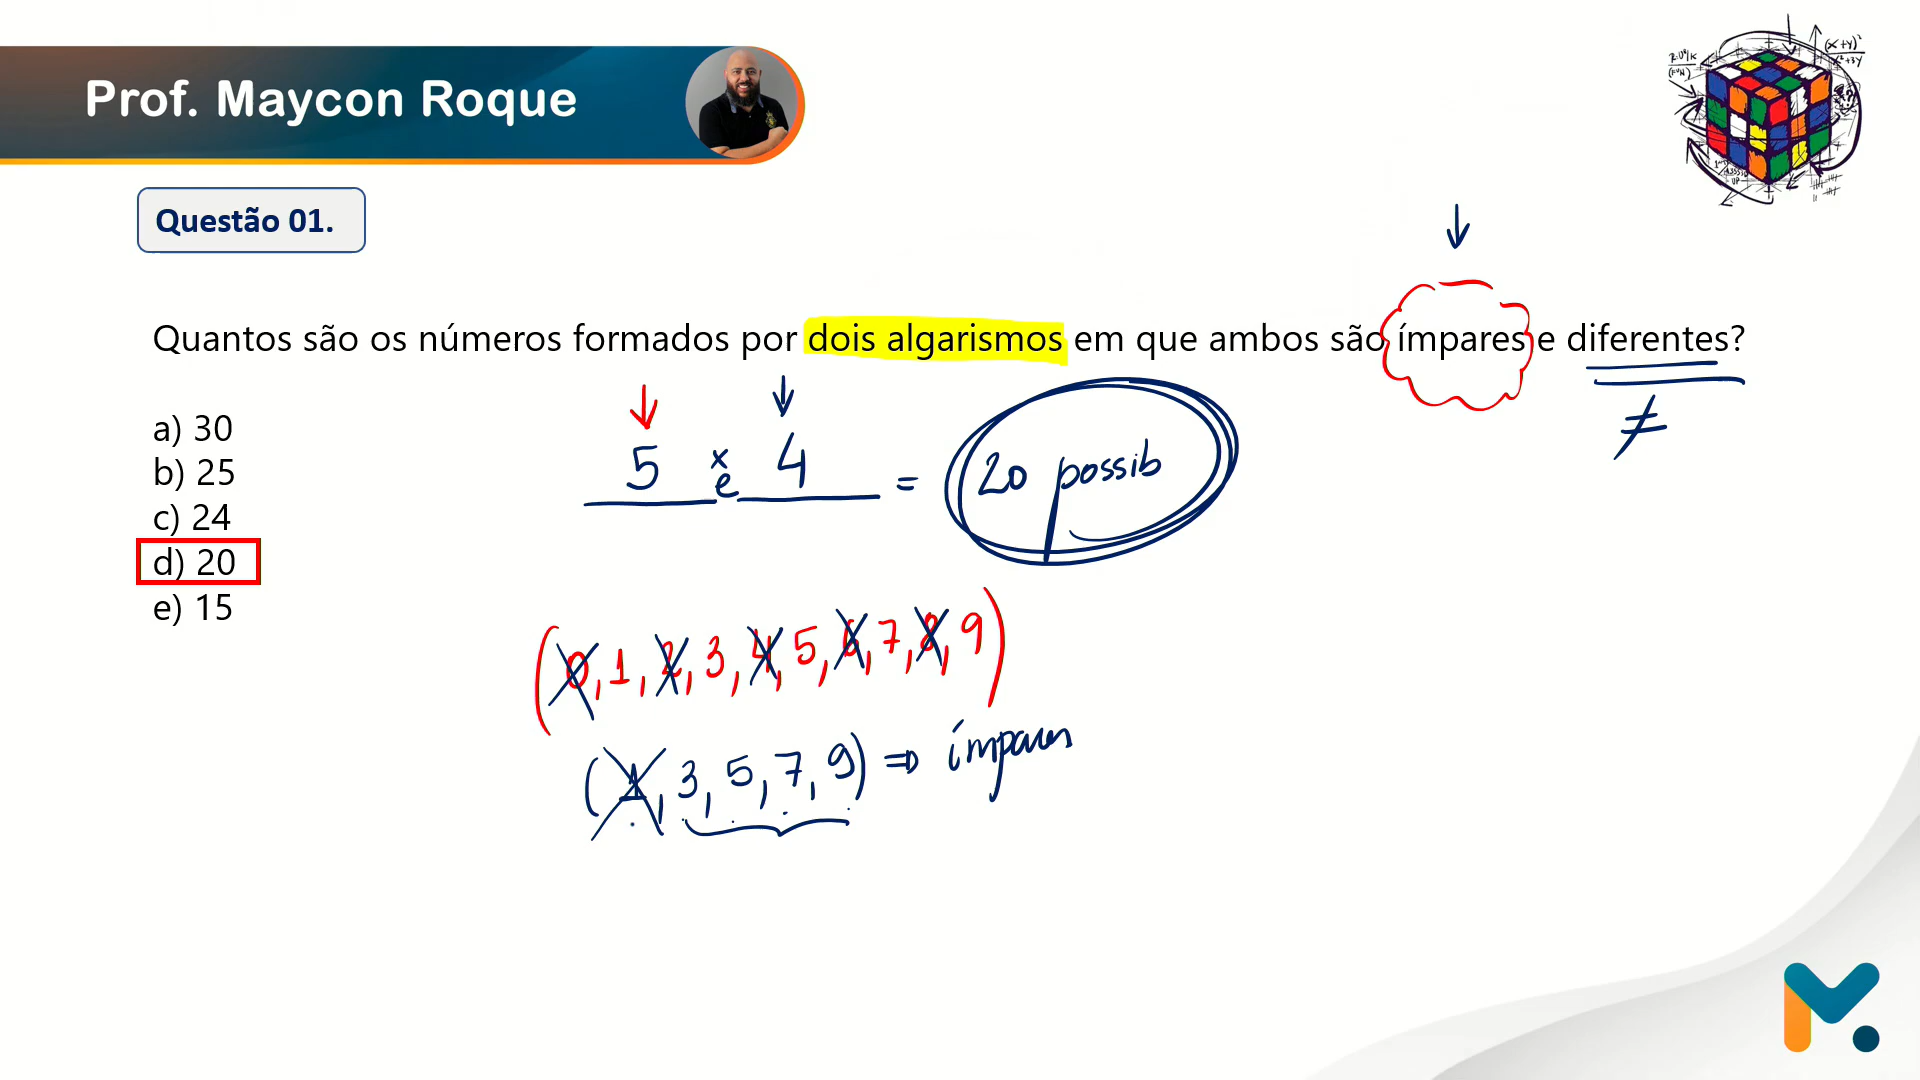 Prof. Maycon Roque
Questão 01.
Quantos são os números formados por dois algarismos em que ambos são ímpares e diferentes?
≠
a) 30
b) 25
c) 24
d) 20
e) 15
5 x e 4 = 20 possib
(0, 1, 2, 3, 4, 5, 6, 7, 8, 9)
(1, 3, 5, 7, 9) ⇒ ímpares